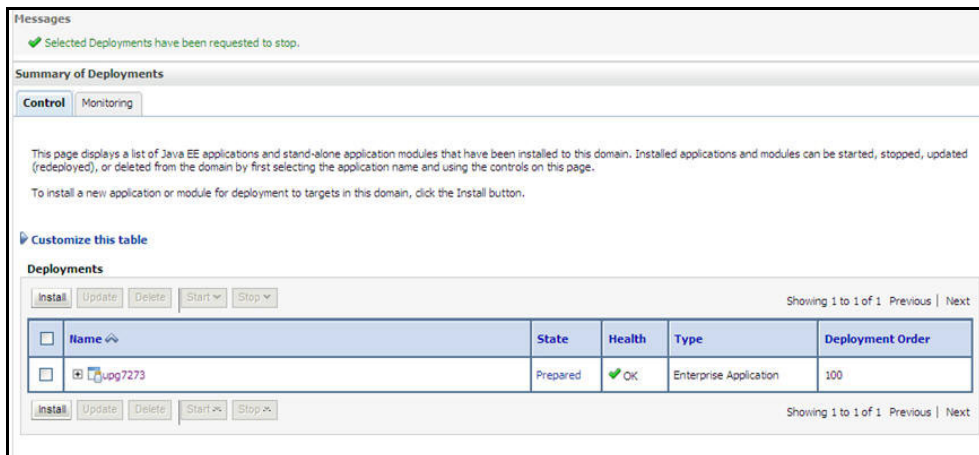 Messages
Selected Deployments have been requested to stop.
Summary of Deployments
Control Monitoring
This page displays a list of Java EE applications and stand-alone application modules that have been installed to this domain. Installed applications and modules can be started, stopped, updated
(redeployed), or deleted from the domain by first selecting the application name and using the controls on this page.
To install a new application or module for deployment to targets in this domain, click the Install button.
Customize this table
Deployments
Install Update Delete Start Stop Showing 1 to 1 of 1 Previous | Next
Name State Health Type Deployment Order
upg7273 Prepared OK Enterprise Application 100
Install Update Delete Start Stop Showing 1 to 1 of 1 Previous | Next